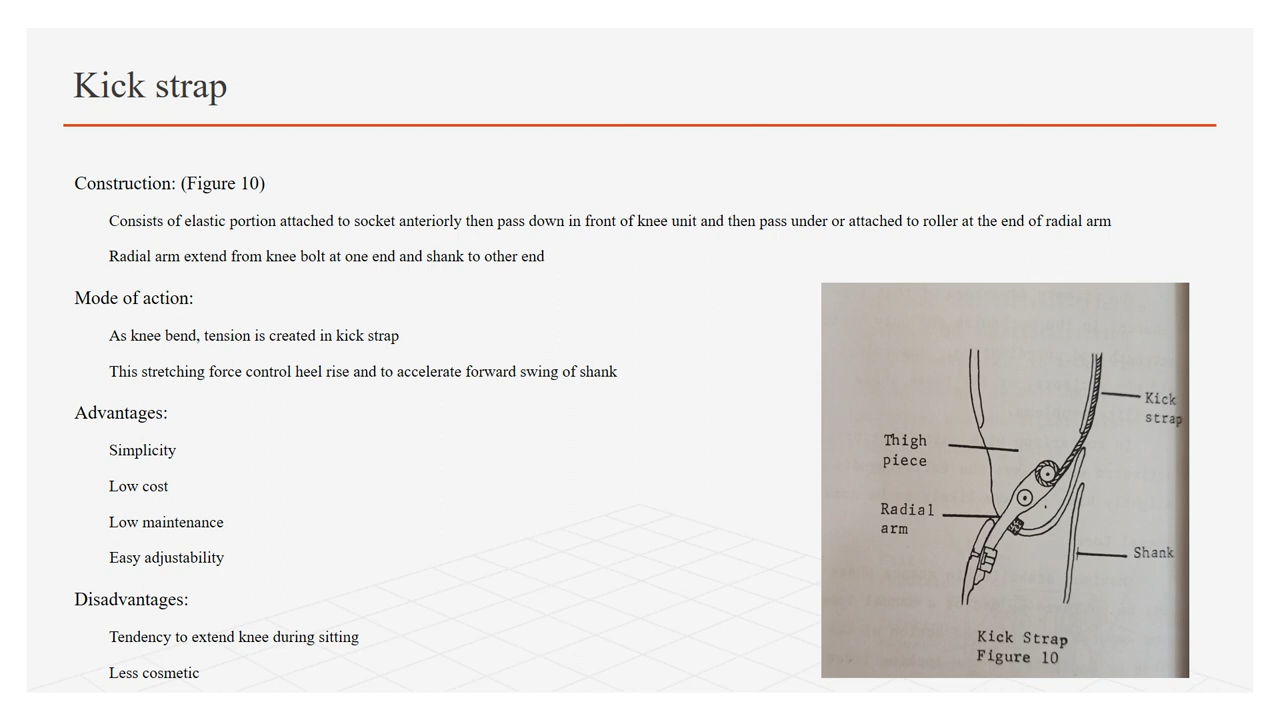 Kick strap
Construction: (Figure 10)
Consists of elastic portion attached to socket anteriorly then pass down in front of knee unit and then pass under or attached to roller at the end of radial arm
Radial arm extend from knee bolt at one end and shank to other end
Mode of action:
As knee bend, tension is created in kick strap
This stretching force control heel rise and to accelerate forward swing of shank
Advantages:
Simplicity
Low cost
Low maintenance
Easy adjustability
Disadvantages:
Tendency to extend knee during sitting
Less cosmetic
Kick
strap
Thigh
piece
Radial
arm
Shank
Kick Strap
Figure 10